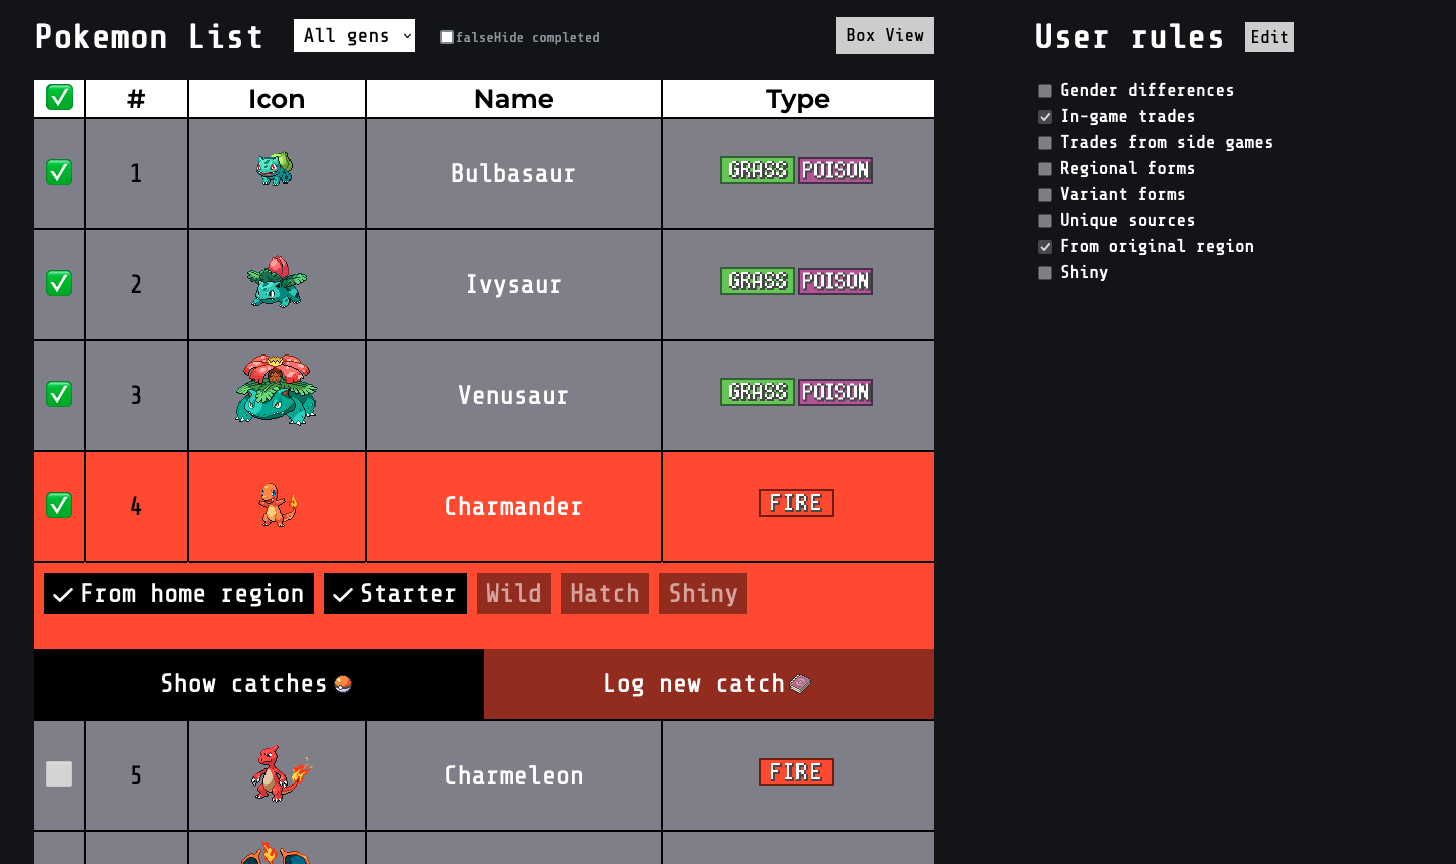 Pokemon List
All gens
falseHide completed
Box View
# Icon Name Type
1 Bulbasaur GRASS POISON
2 Ivysaur GRASS POISON
3 Venusaur GRASS POISON
4 Charmander FIRE
From home region Starter Wild Hatch Shiny
Show catches Log new catch
5 Charmeleon FIRE
User rules Edit
Gender differences
In-game trades
Trades from side games
Regional forms
Variant forms
Unique sources
From original region
Shiny